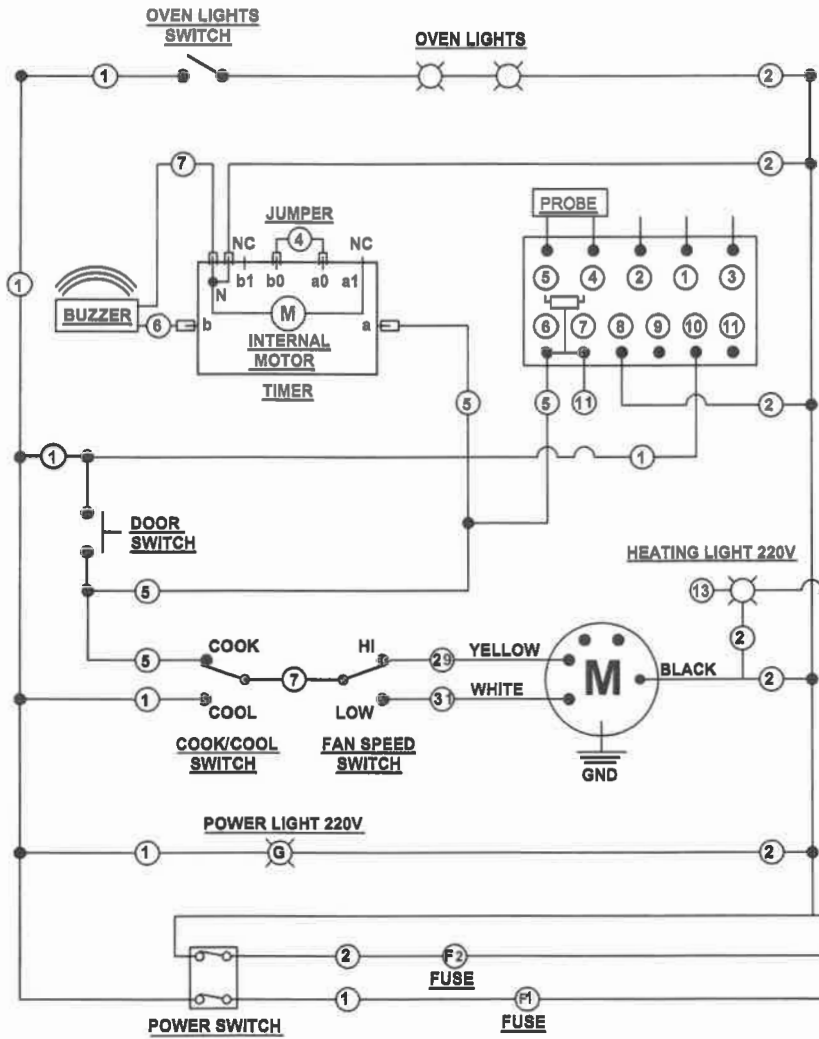 OVEN LIGHTS
SWITCH
OVEN LIGHTS
1
2
7
2
JUMPER
4
NC
NC
b1
b0
a0
a1
N
M
BUZZER
6
b
a
INTERNAL
MOTOR
TIMER
1
PROBE
5
4
2
1
3
6
7
8
9
10
11
5
5
11
2
1
1
DOOR
SWITCH
5
HEATING LIGHT 220V
13
2
5
COOK
HI
29
YELLOW
7
M
BLACK
2
1
COOL
LOW
31
WHITE
COOK/COOL
SWITCH
FAN SPEED
SWITCH
GND
POWER LIGHT 220V
1
G
2
2
F2
FUSE
1
F1
FUSE
POWER SWITCH